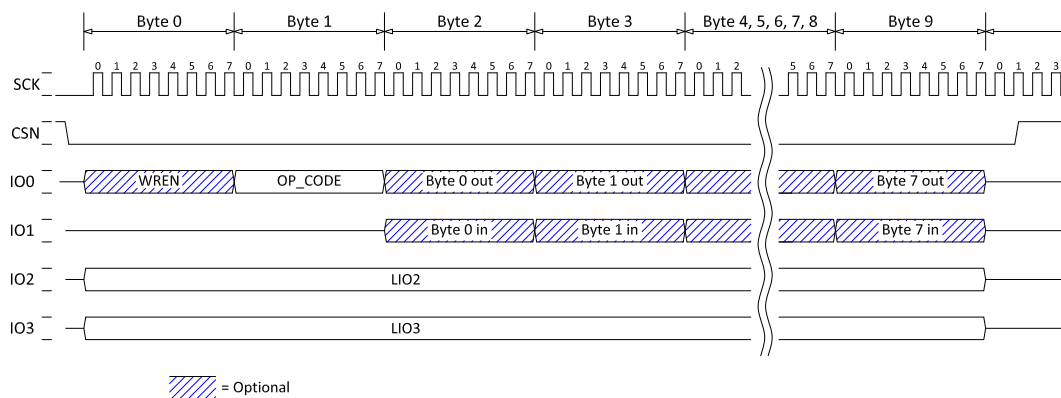 Byte 0 Byte 1 Byte 2 Byte 3 Byte 4, 5, 6, 7, 8 Byte 9
0 1 2 3 4 5 6 7 0 1 2 3 4 5 6 7 0 1 2 3 4 5 6 7 0 1 2 3 4 5 6 7 0 1 2 5 6 7 0 1 2 3 4 5 6 7 0 1 2 3
SCK
CSN
IO0 WREN OP_CODE Byte 0 out Byte 1 out Byte 7 out
IO1 Byte 0 in Byte 1 in Byte 7 in
IO2 LIO2
IO3 LIO3
= Optional